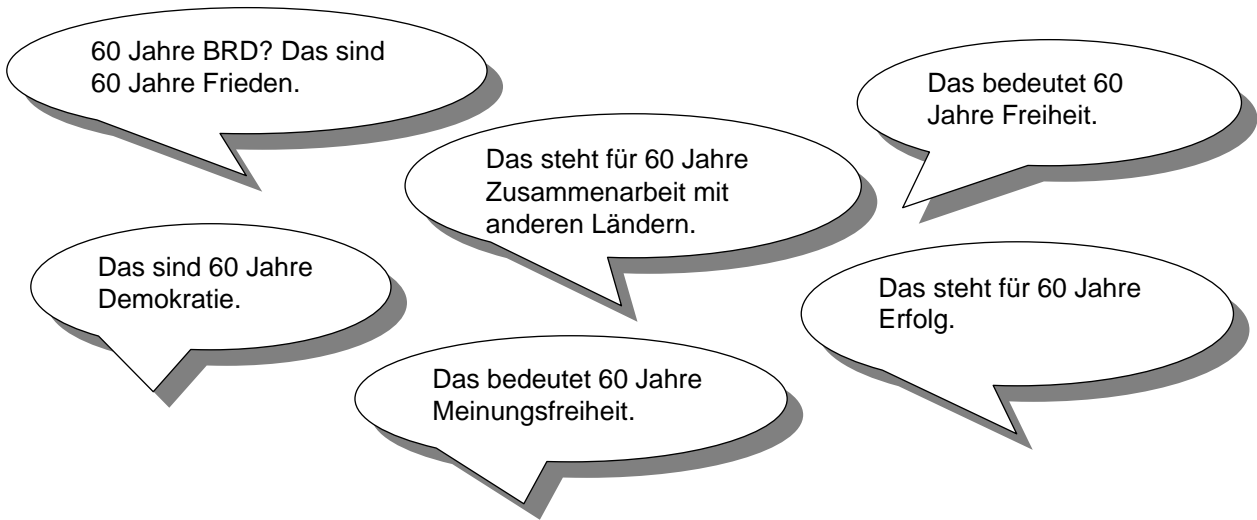 60 Jahre BRD? Das sind
60 Jahre Frieden.
Das bedeutet 60
Jahre Freiheit.
Das steht für 60 Jahre
Zusammenarbeit mit
anderen Ländern.
Das sind 60 Jahre
Demokratie.
Das steht für 60 Jahre
Erfolg.
Das bedeutet 60 Jahre
Meinungsfreiheit.